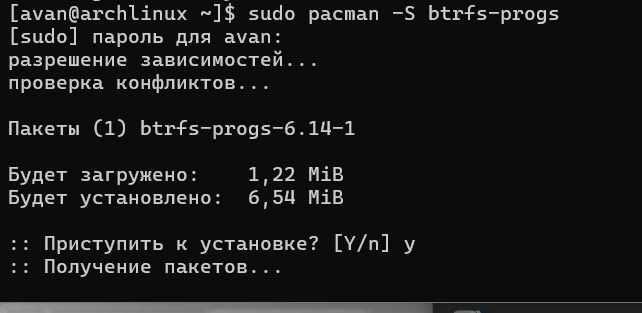 [avan@archlinux ~]$ sudo pacman -S btrfs-progs
[sudo] пароль для avan:
разрешение зависимостей...
проверка конфликтов...
Пакеты (1) btrfs-progs-6.14-1
Будет загружено: 1,22 MiB
Будет установлено: 6,54 MiB
:: Приступить к установке? [Y/n] y
:: Получение пакетов...